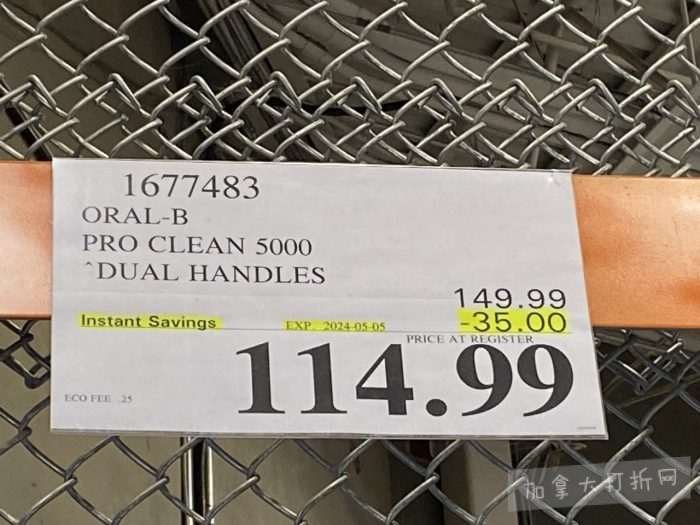 1677483
ORAL-B
PRO CLEAN 5000
^DUAL HANDLES
149.99
Instant Savings EXP. 2024-05-05 -35.00
PRICE AT REGISTER
114.99
ECO FEE .25
加拿大打折网